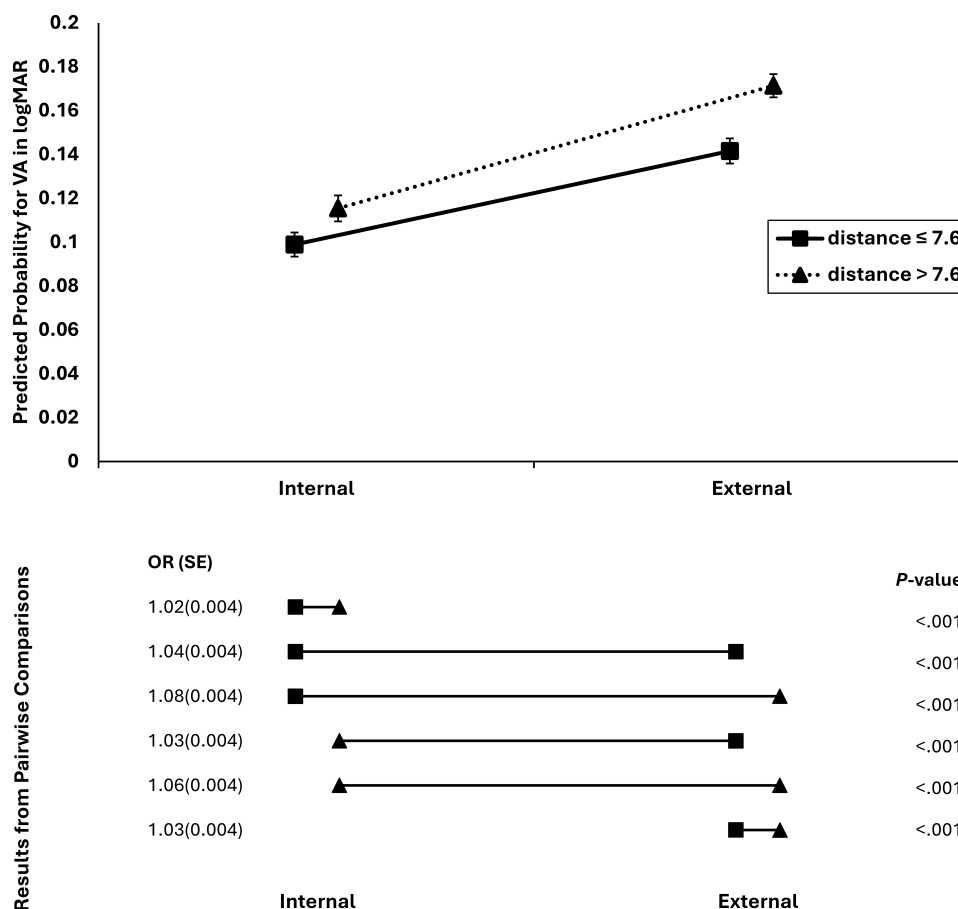 Predicted Probability for VA in logMAR
0.2
0.18
0.16
0.14
0.12
0.1
0.08
0.06
0.04
0.02
0
Internal
External
distance ≤ 7.6
distance > 7.6
Results from Pairwise Comparisons
OR (SE)
P-value
1.02(0.004)
<.001
1.04(0.004)
<.001
1.08(0.004)
<.001
1.03(0.004)
<.001
1.06(0.004)
<.001
1.03(0.004)
<.001
Internal
External